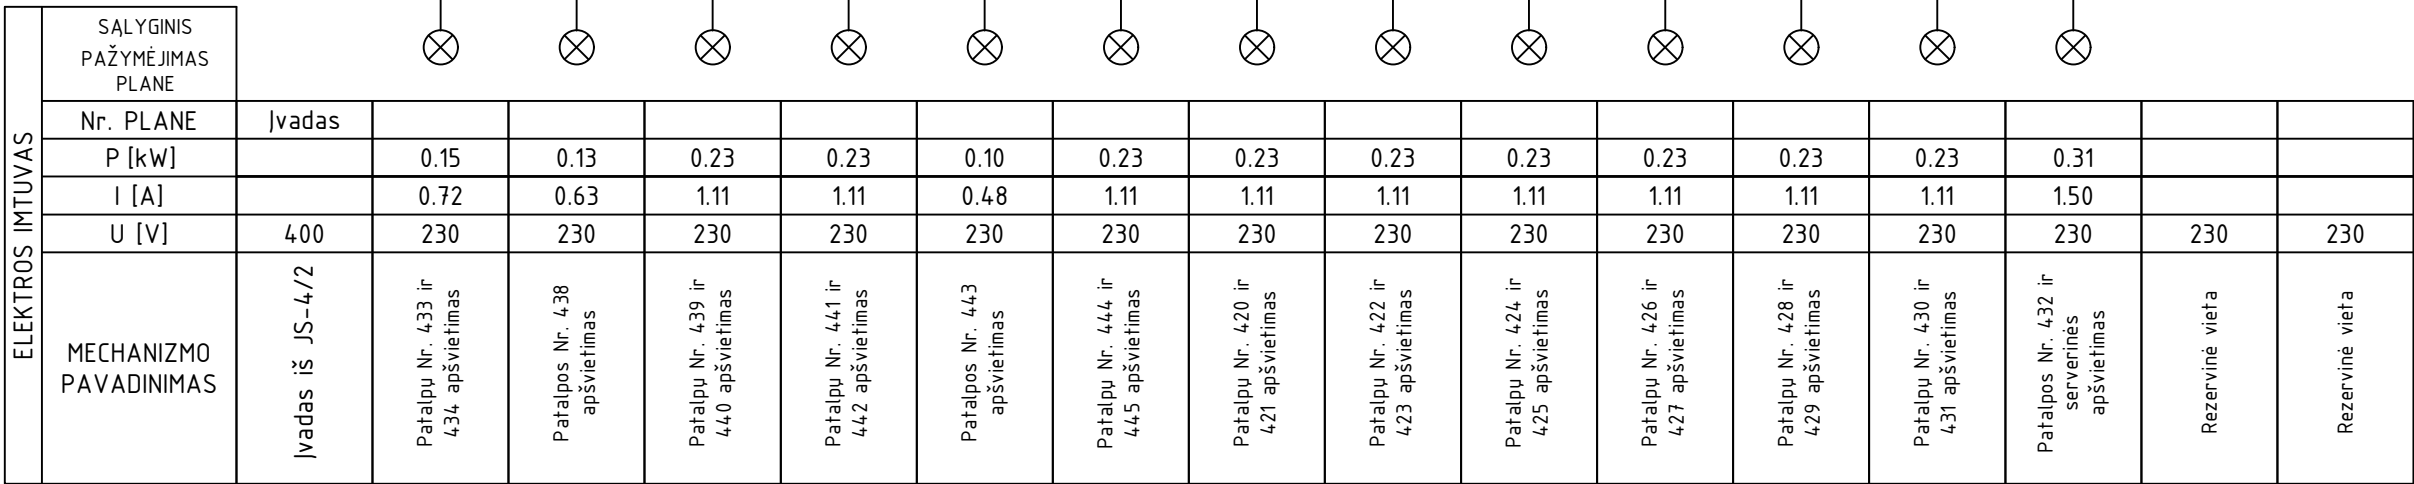 ELEKTROS IMTUVAS
SĄLYGINIS
PAŽYMĖJIMAS
PLANE
Nr. PLANE Įvadas
P [kW] 0.15 0.13 0.23 0.23 0.10 0.23 0.23 0.23 0.23 0.23 0.23 0.23 0.31
I [A] 0.72 0.63 1.11 1.11 0.48 1.11 1.11 1.11 1.11 1.11 1.11 1.11 1.50
U [V] 400 230 230 230 230 230 230 230 230 230 230 230 230 230 230 230
MECHANIZMO
PAVADINIMAS
Įvadas iš JS-4/2
Patalpų Nr. 433 ir
434 apšvietimas
Patalpos Nr. 438
apšvietimas
Patalpų Nr. 439 ir
440 apšvietimas
Patalpų Nr. 441 ir
442 apšvietimas
Patalpos Nr. 443
apšvietimas
Patalpų Nr. 444 ir
445 apšvietimas
Patalpų Nr. 420 ir
421 apšvietimas
Patalpų Nr. 422 ir
423 apšvietimas
Patalpų Nr. 424 ir
425 apšvietimas
Patalpų Nr. 426 ir
427 apšvietimas
Patalpų Nr. 428 ir
429 apšvietimas
Patalpų Nr. 430 ir
431 apšvietimas
Patalpos Nr. 432 ir
serverinės
apšvietimas
Rezervinė vieta
Rezervinė vieta